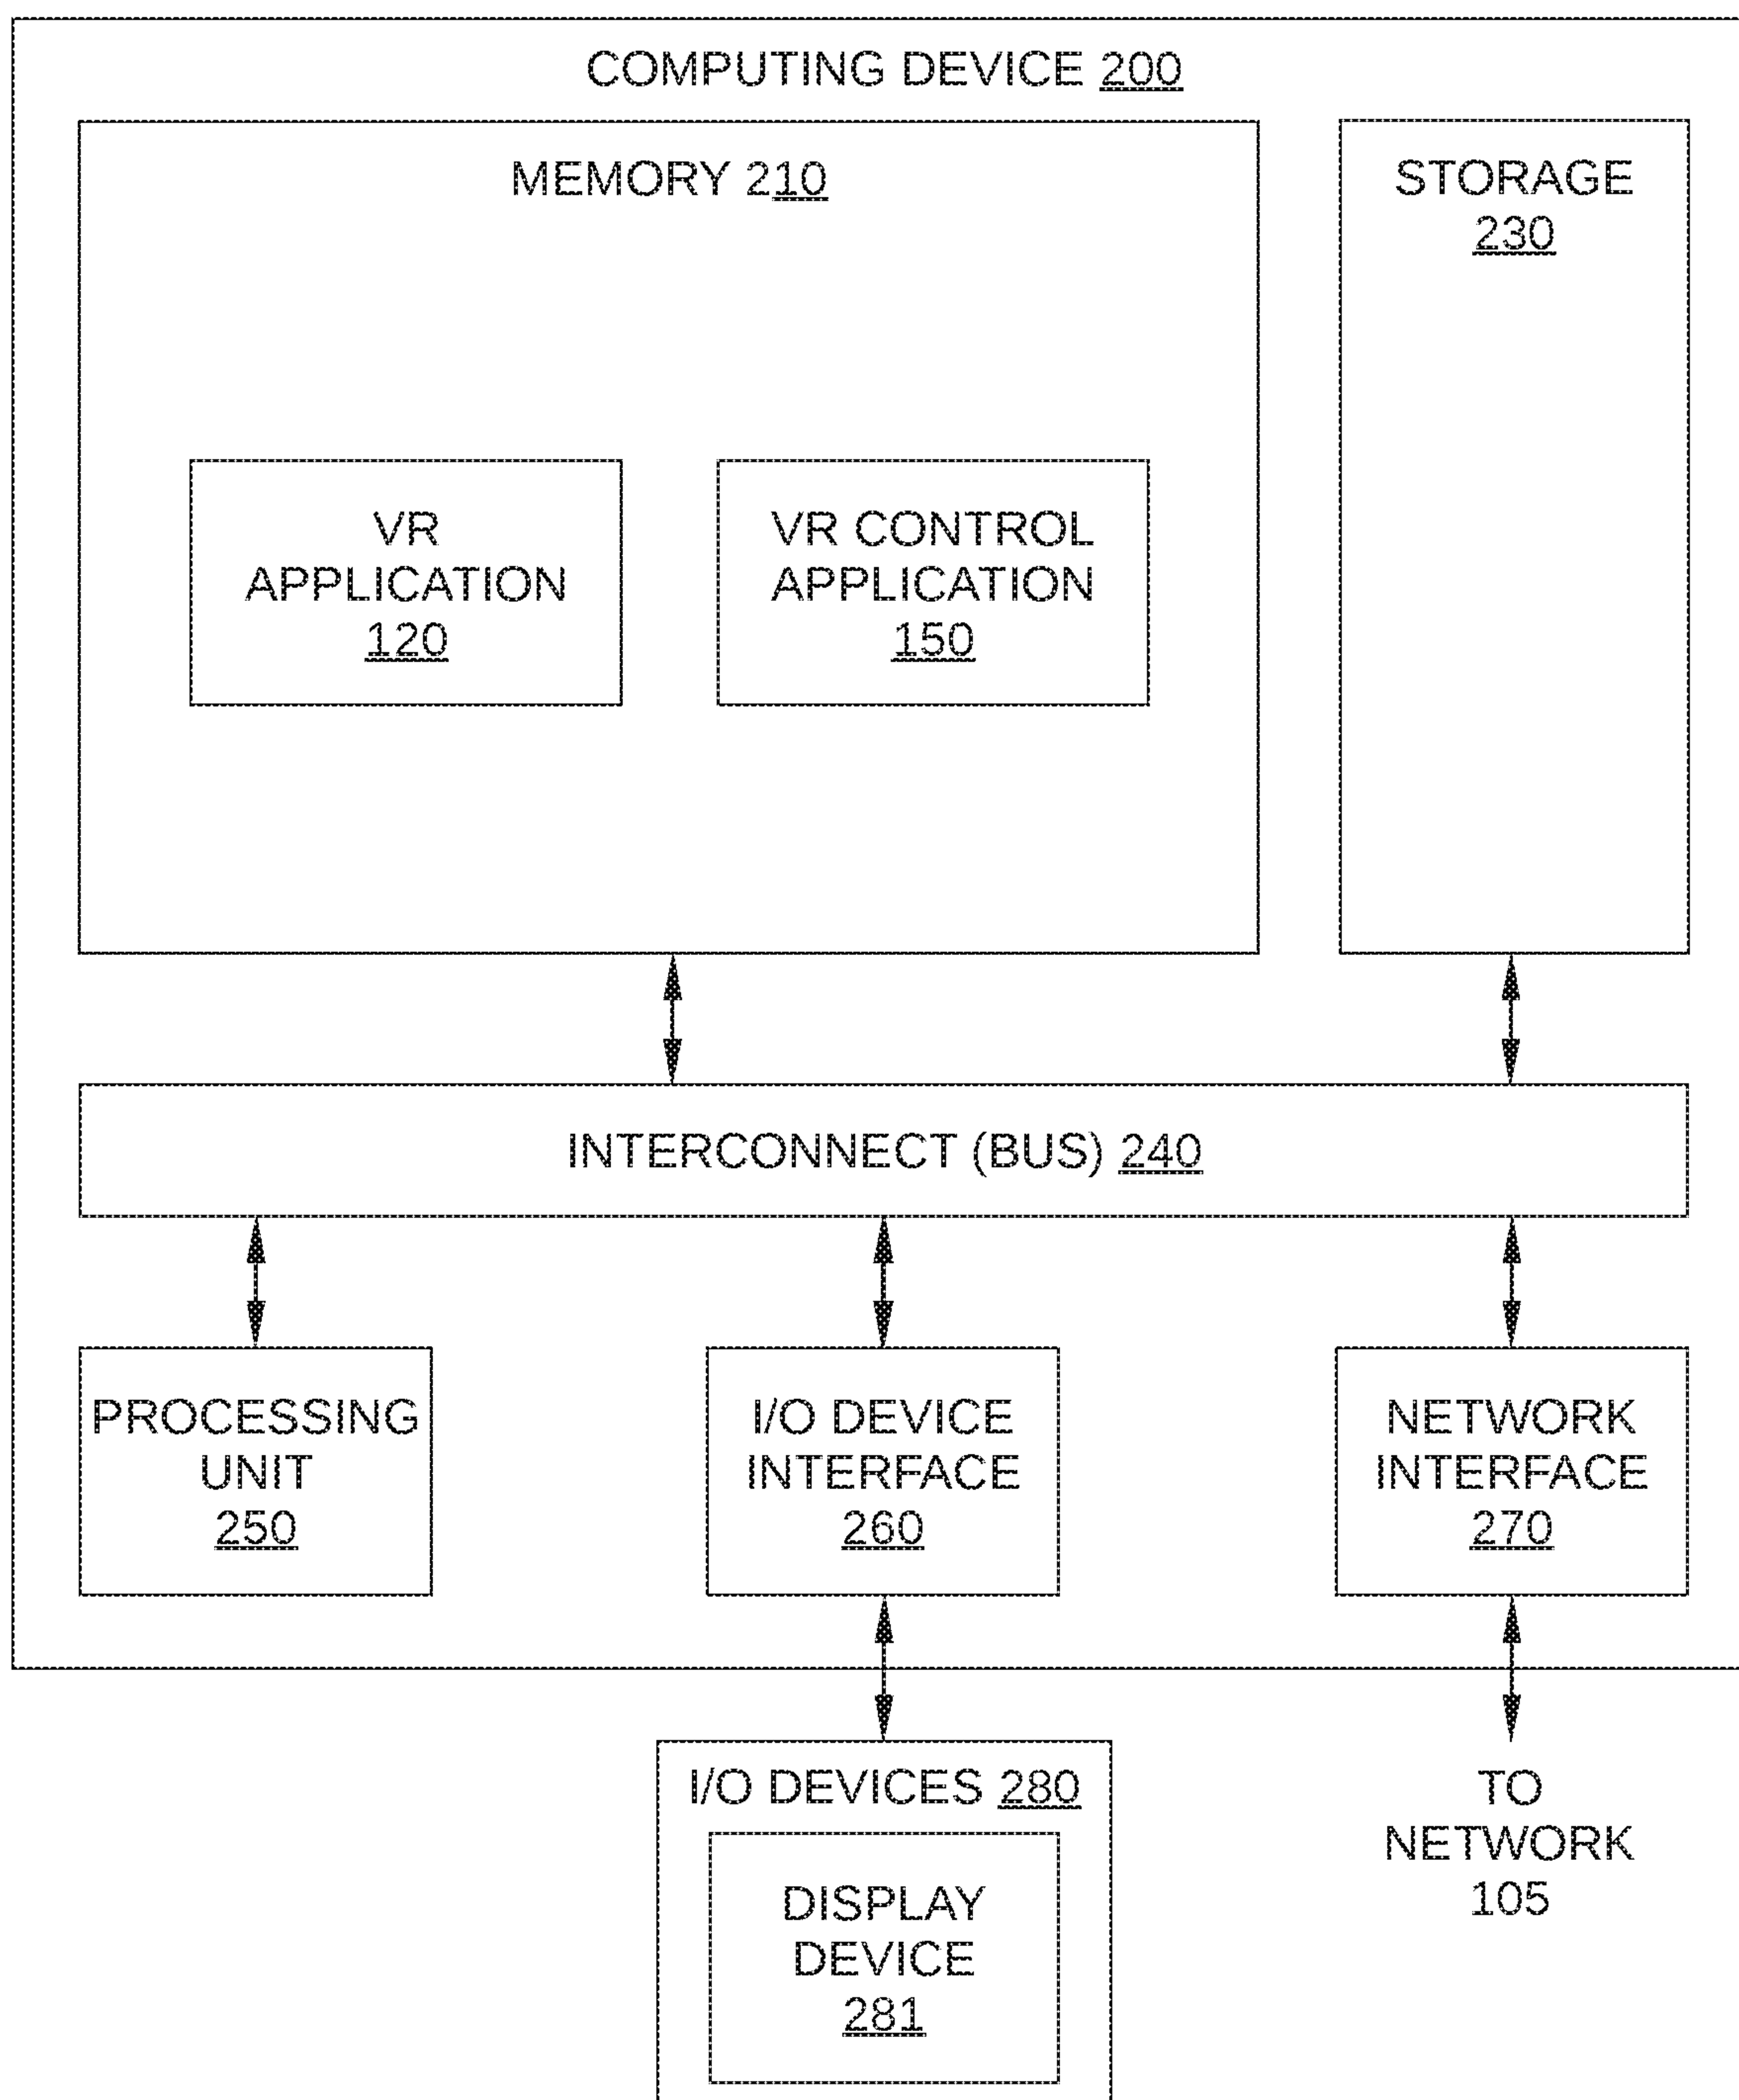 COMPUTING DEVICE 200
MEMORY 210
STORAGE
230
VR
APPLICATION
120
VR CONTROL
APPLICATION
150
INTERCONNECT (BUS) 240
PROCESSING
UNIT
250
I/O DEVICE
INTERFACE
260
NETWORK
INTERFACE
270
I/O DEVICES 280
DISPLAY
DEVICE
281
TO
NETWORK
105